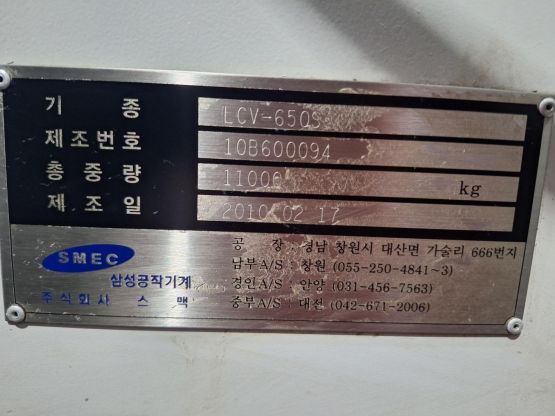 기 종 LCV-650S
제조번호 10B600094
총중량 11000 kg
제조일 2010.02.17
SMEC
삼성공작기계
주식회사 스맥
공 장 : 경남 창원시 대산면 가술리 666번지
남부A/S : 창원 (055-250-4841~3)
경인A/S : 안양 (031-456-7563)
중부A/S : 대전 (042-671-2006)